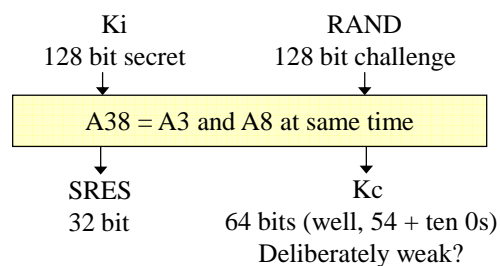 Ki
128 bit secret
RAND
128 bit challenge
A38 = A3 and A8 at same time
SRES
32 bit
Kc
64 bits (well, 54 + ten 0s)
Deliberately weak?